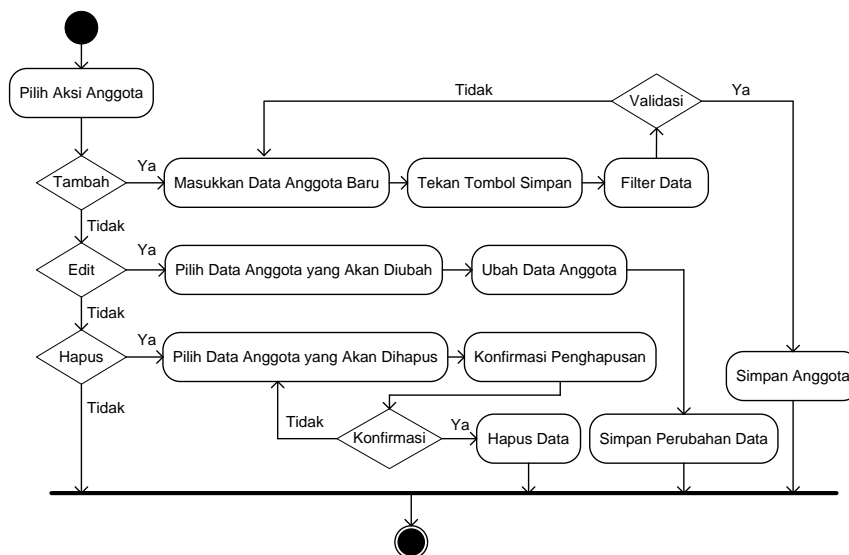 Pilih Aksi Anggota
Tidak
Validasi
Ya
Tambah
Ya
Masukkan Data Anggota Baru
Tekan Tombol Simpan
Filter Data
Tidak
Edit
Ya
Pilih Data Anggota yang Akan Diubah
Ubah Data Anggota
Tidak
Hapus
Ya
Pilih Data Anggota yang Akan Dihapus
Konfirmasi Penghapusan
Simpan Anggota
Tidak
Tidak
Konfirmasi
Ya
Hapus Data
Simpan Perubahan Data